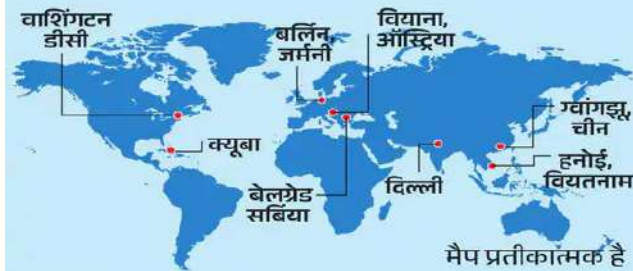 वाशिंगटन
डीसी
बर्लिन,
जर्मनी
वियाना,
ऑस्ट्रिया
ग्वांगझू,
चीन
क्यूबा
हनोई,
वियतनाम
बेलग्रेड
सर्बिया
दिल्ली
मैप प्रतीकात्मक है